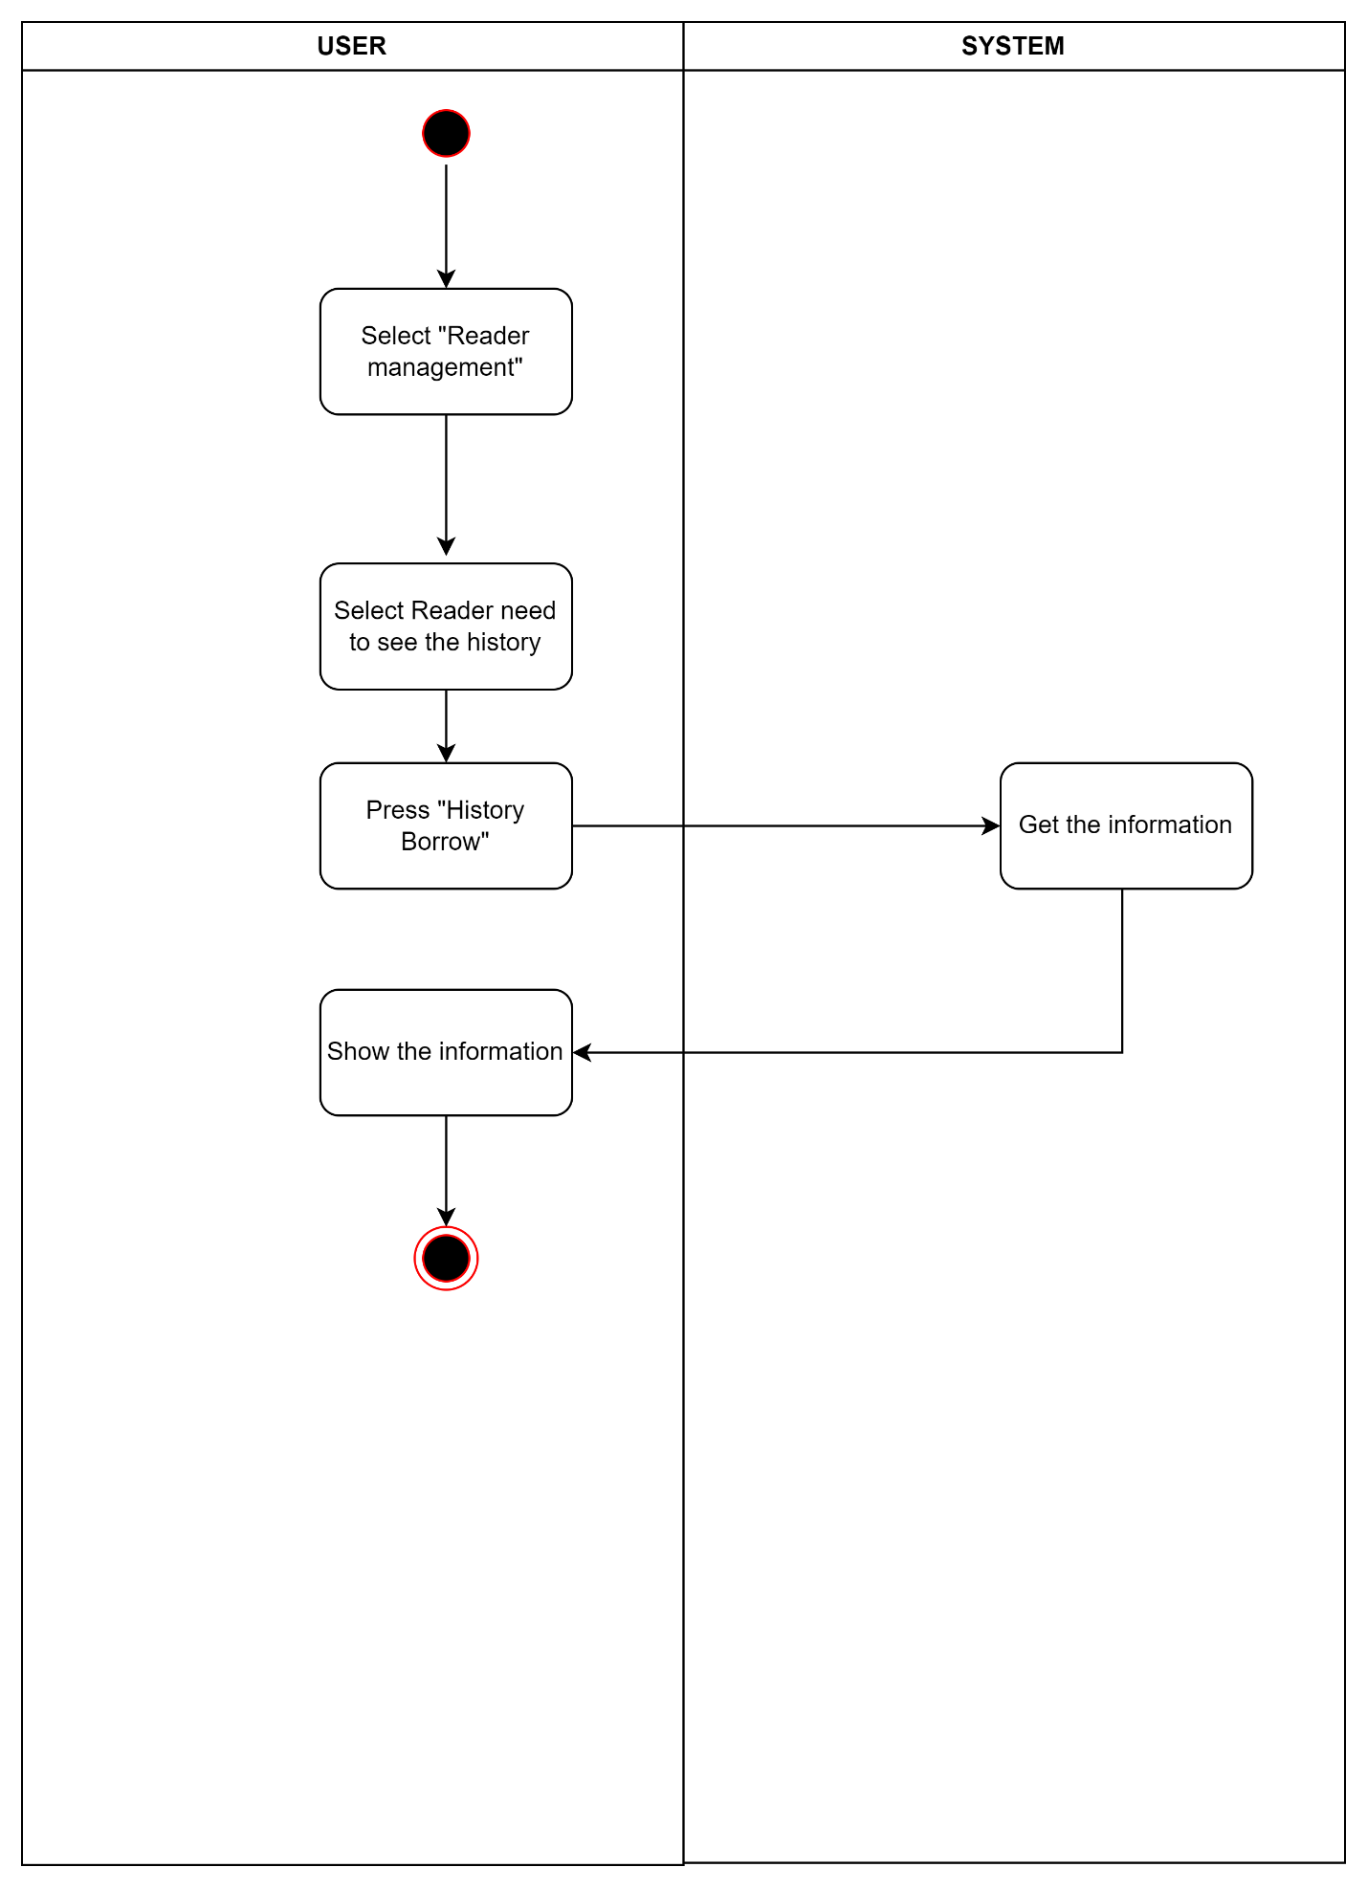 USER
SYSTEM
Select "Reader
management"
Select Reader need
to see the history
Press "History
Borrow"
Get the information
Show the information